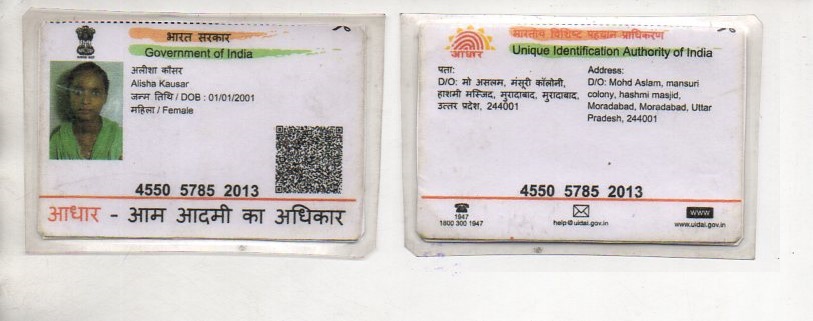 भारत सरकार
Government of India
अलीशा कौसर
Alisha Kausar
जन्म तिथि / DOB : 01/01/2001
महिला / Female
4550 5785 2013
आधार - आम आदमी का अधिकार
भारतीय विशिष्ट पहचान प्राधिकरण
Unique Identification Authority of India
आधार
पता:
D/O: मो असलम, मंसूरी कॉलोनी,
हाशमी मस्जिद, मुरादाबाद, मुरादाबाद,
उत्तर प्रदेश, 244001
Address:
D/O: Mohd Aslam, mansuri
colony, hashmi masjid,
Moradabad, Moradabad, Uttar
Pradesh, 244001
4550 5785 2013
1947
1800 300 1947
help@uidai.gov.in
www
www.uidai.gov.in